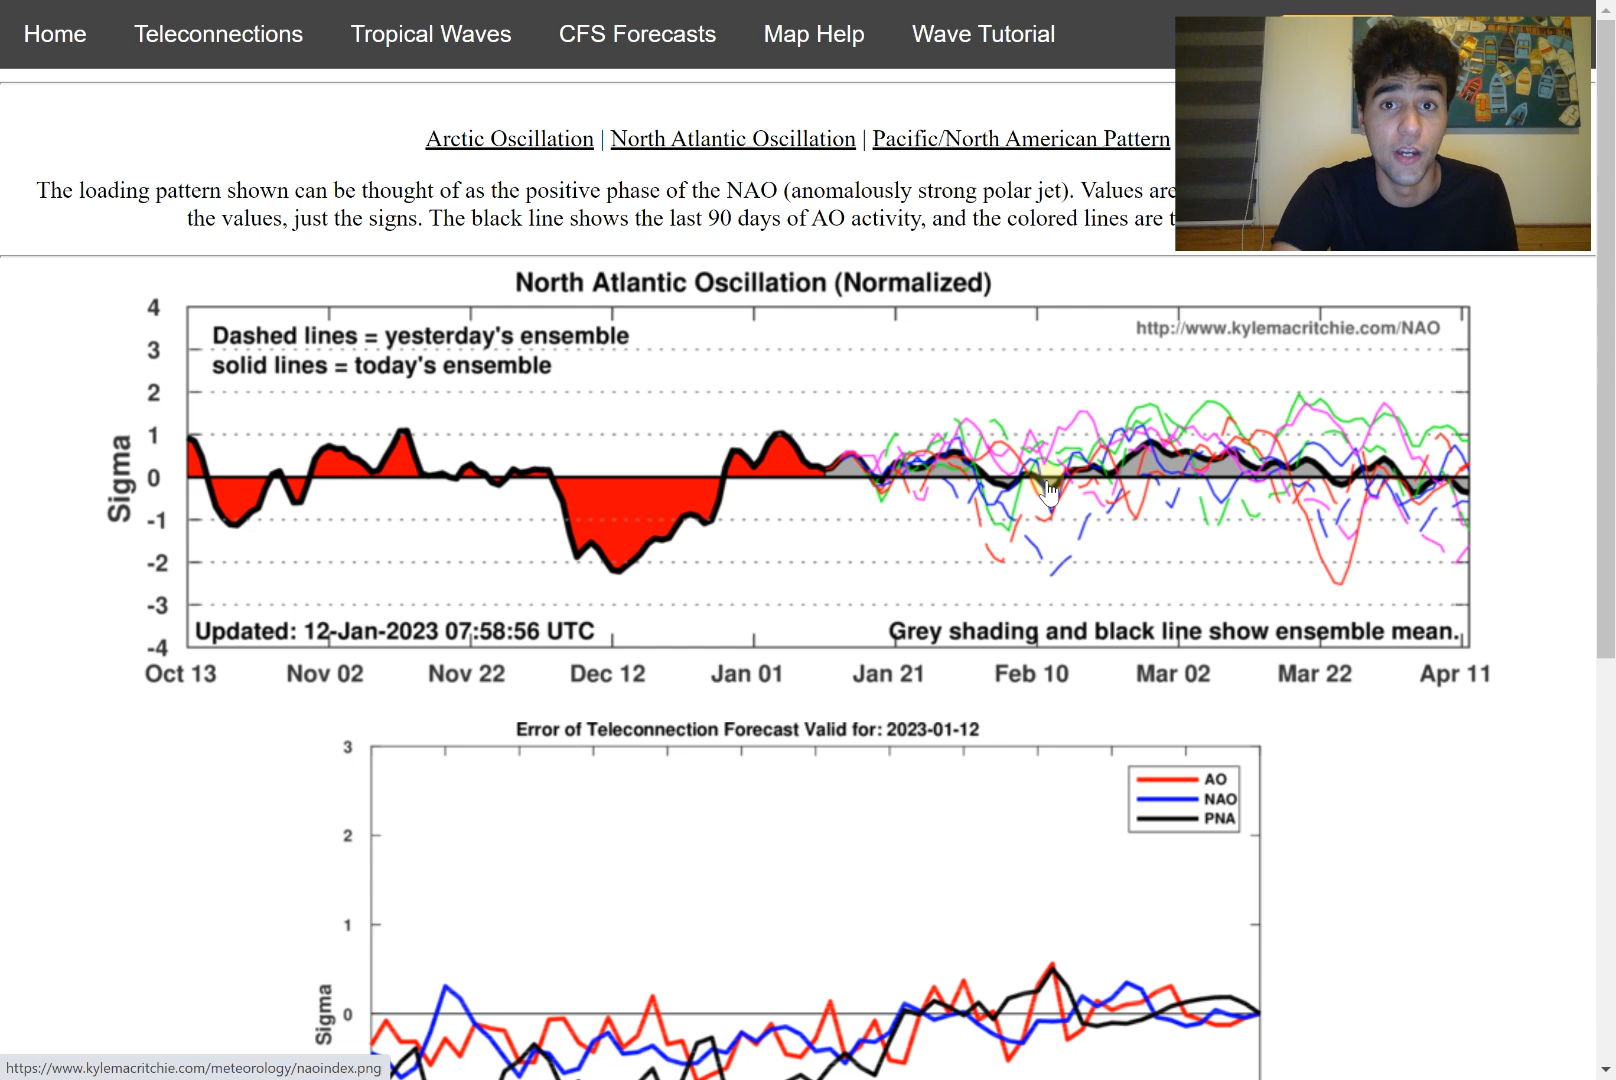 Home Teleconnections Tropical Waves CFS Forecasts Map Help Wave Tutorial
Arctic Oscillation | North Atlantic Oscillation | Pacific/North American Pattern
The loading pattern shown can be thought of as the positive phase of the NAO (anomalously strong polar jet). Values are
the values, just the signs. The black line shows the last 90 days of AO activity, and the colored lines are t
North Atlantic Oscillation (Normalized)
Dashed lines = yesterday's ensemble
solid lines = today's ensemble
http://www.kylemacritchie.com/NAO
4
3
2
1
0
-1
-2
-3
-4
Sigma
Updated: 12-Jan-2023 07:58:56 UTC
Grey shading and black line show ensemble mean.
Oct 13 Nov 02 Nov 22 Dec 12 Jan 01 Jan 21 Feb 10 Mar 02 Mar 22 Apr 11
Error of Teleconnection Forecast Valid for: 2023-01-12
3
2
1
0
Sigma
AO
NAO
PNA
https://www.kylemacritchie.com/meteorology/naoindex.png